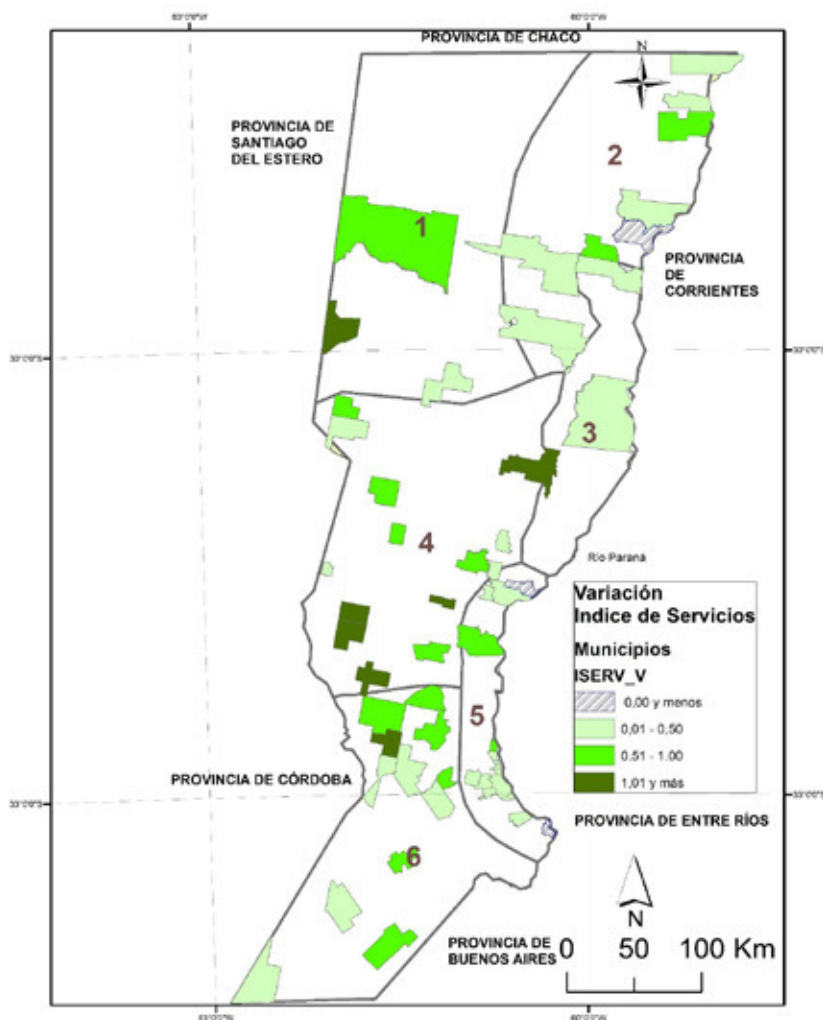 PROVINCIA DE CHACO
N
PROVINCIA DE
SANTIAGO
DEL ESTERO
2
1
PROVINCIA
DE
CORRIENTES
3
4
Río Parana
Variación
Indice de Servicios
Municipios
ISERV_V
0,00 y menos
0,01 - 0,50
0.51 - 1.00
1,01 y más
5
PROVINCIA DE CÓRDOBA
PROVINCIA DE ENTRE RÍOS
6
N
PROVINCIA DE
BUENOS AIRES
0 50 100 Km